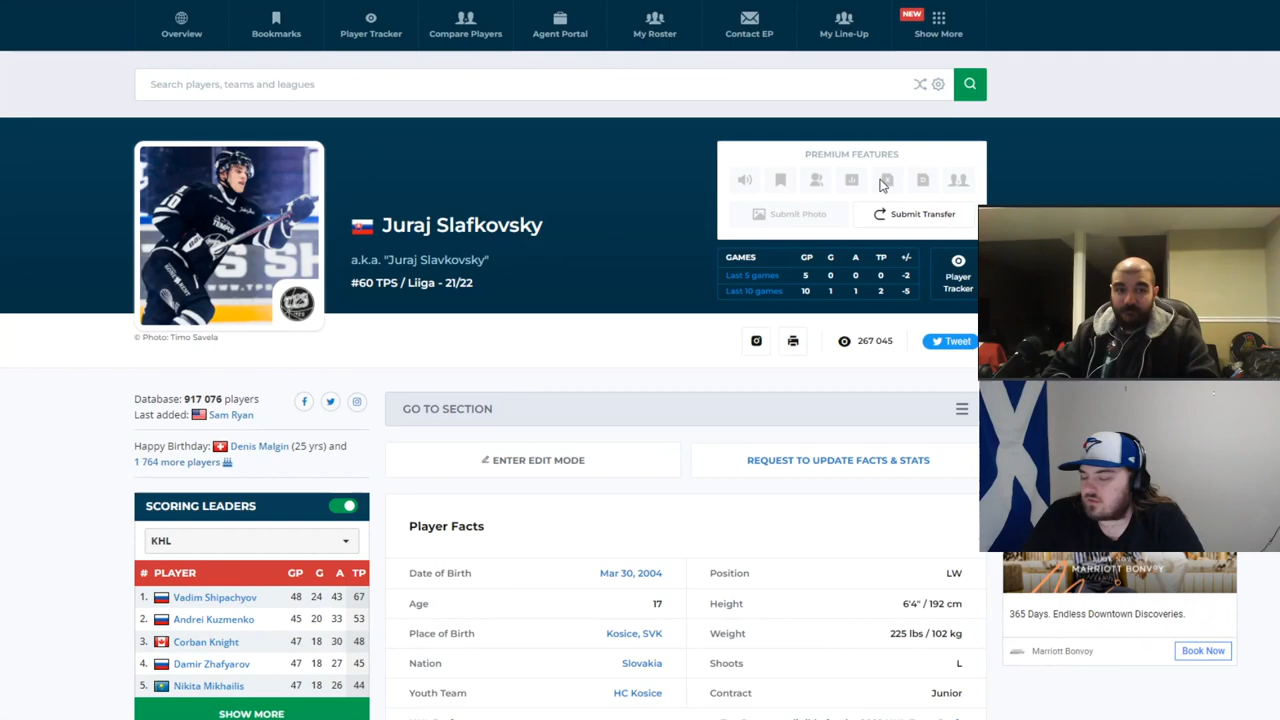 Overview
Bookmarks
Player Tracker
Compare Players
Agent Portal
My Roster
Contact EP
My Line-Up
NEW
Show More
Search players, teams and leagues
PREMIUM FEATURES
Submit Photo
Submit Transfer
Juraj Slafkovsky
a.k.a. "Juraj Slavkovsky"
#60 TPS / Liiga - 21/22
GAMES GP G A TP +/-
Last 5 games 5 0 0 0 -2
Last 10 games 10 1 1 2 -5
Player
Tracker
© Photo: Timo Savela
267 045
Tweet
Database: 917 076 players
Last added: Sam Ryan
Happy Birthday: Denis Malgin (25 yrs) and
1 764 more players
GO TO SECTION
ENTER EDIT MODE
REQUEST TO UPDATE FACTS & STATS
SCORING LEADERS
KHL
# PLAYER GP G A TP
1. Vadim Shipachyov 48 24 43 67
2. Andrei Kuzmenko 45 20 33 53
3. Corban Knight 47 18 30 48
4. Damir Zhafyarov 47 18 27 45
5. Nikita Mikhailis 47 18 26 44
SHOW MORE
Player Facts
Date of Birth Mar 30, 2004
Position LW
Age 17
Height 6'4" / 192 cm
Place of Birth Kosice, SVK
Weight 225 lbs / 102 kg
Nation Slovakia
Shoots L
Youth Team HC Kosice
Contract Junior
MARRIOTT BONVOY
365 Days. Endless Downtown Discoveries.
Marriott Bonvoy
Book Now